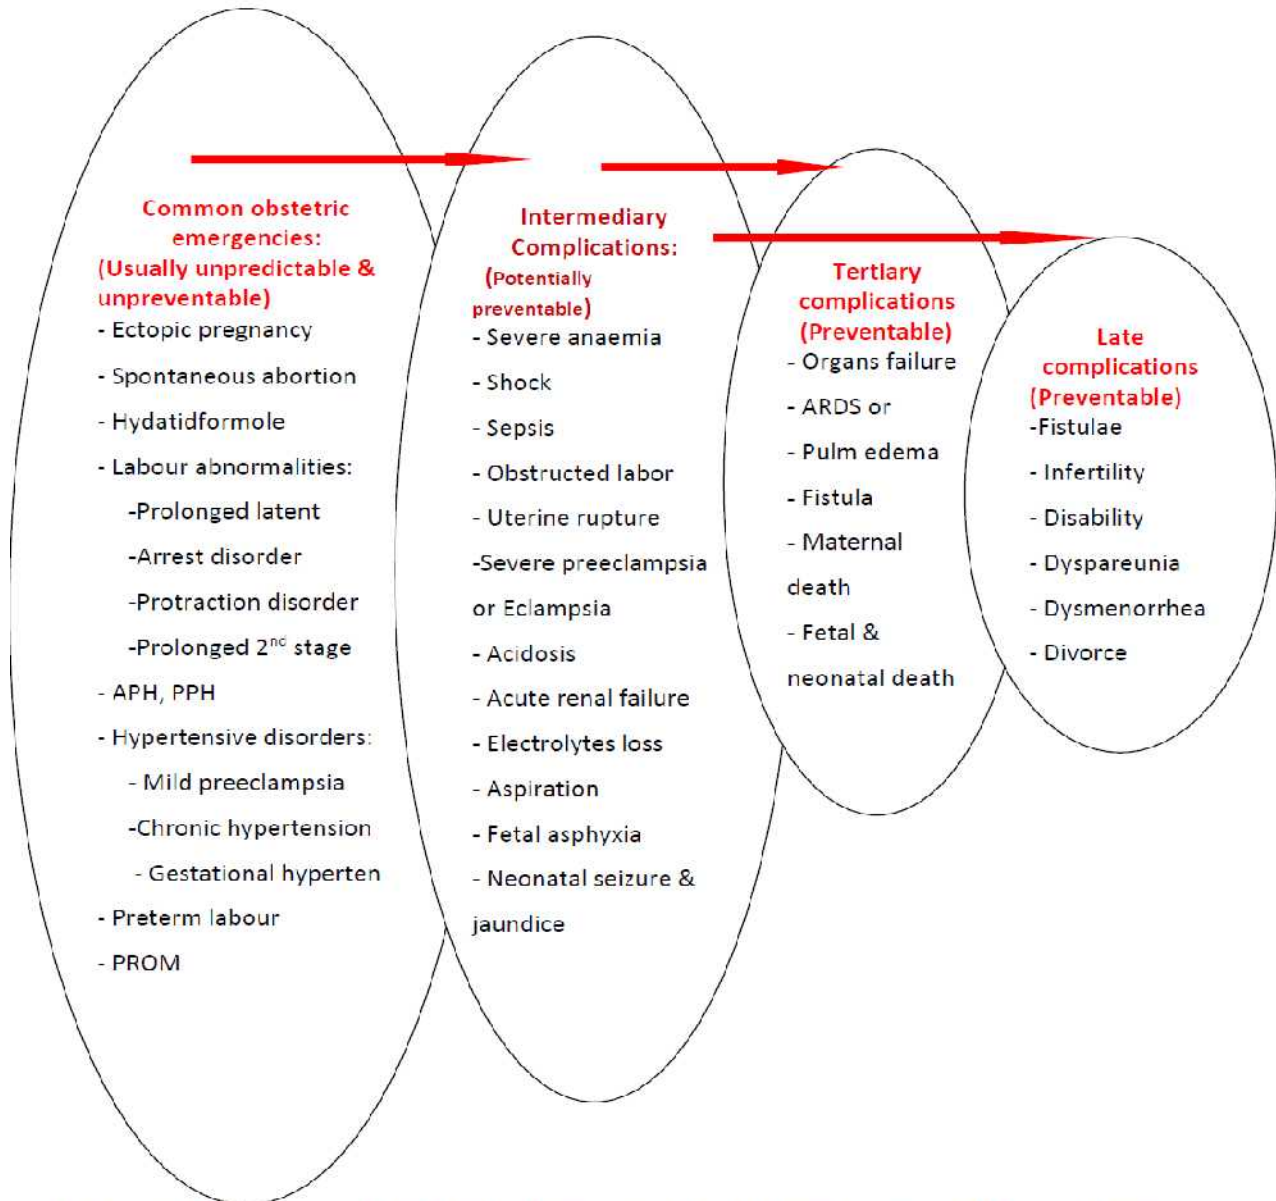 Common obstetric
emergencies:
(Usually unpredictable &
unpreventable)
- Ectopic pregnancy
- Spontaneous abortion
- Hydatidformole
- Labour abnormalities:
-Prolonged latent
-Arrest disorder
-Protraction disorder
-Prolonged 2nd stage
- APH, PPH
- Hypertensive disorders:
- Mild preeclampsia
-Chronic hypertension
- Gestational hyperten
- Preterm labour
- PROM
Intermediary
Complications:
(Potentially
preventable)
- Severe anaemia
- Shock
- Sepsis
- Obstructed labor
- Uterine rupture
-Severe preeclampsia
or Eclampsia
- Acidosis
- Acute renal failure
- Electrolytes loss
- Aspiration
- Fetal asphyxia
- Neonatal seizure &
jaundice
Tertiary
complications
(Preventable)
- Organs failure
- ARDS or
- Pulm edema
- Fistula
- Maternal
death
- Fetal &
neonatal death
Late
complications
(Preventable)
-Fistulae
- Infertility
- Disability
- Dyspareunia
- Dysmenorrhea
- Divorce